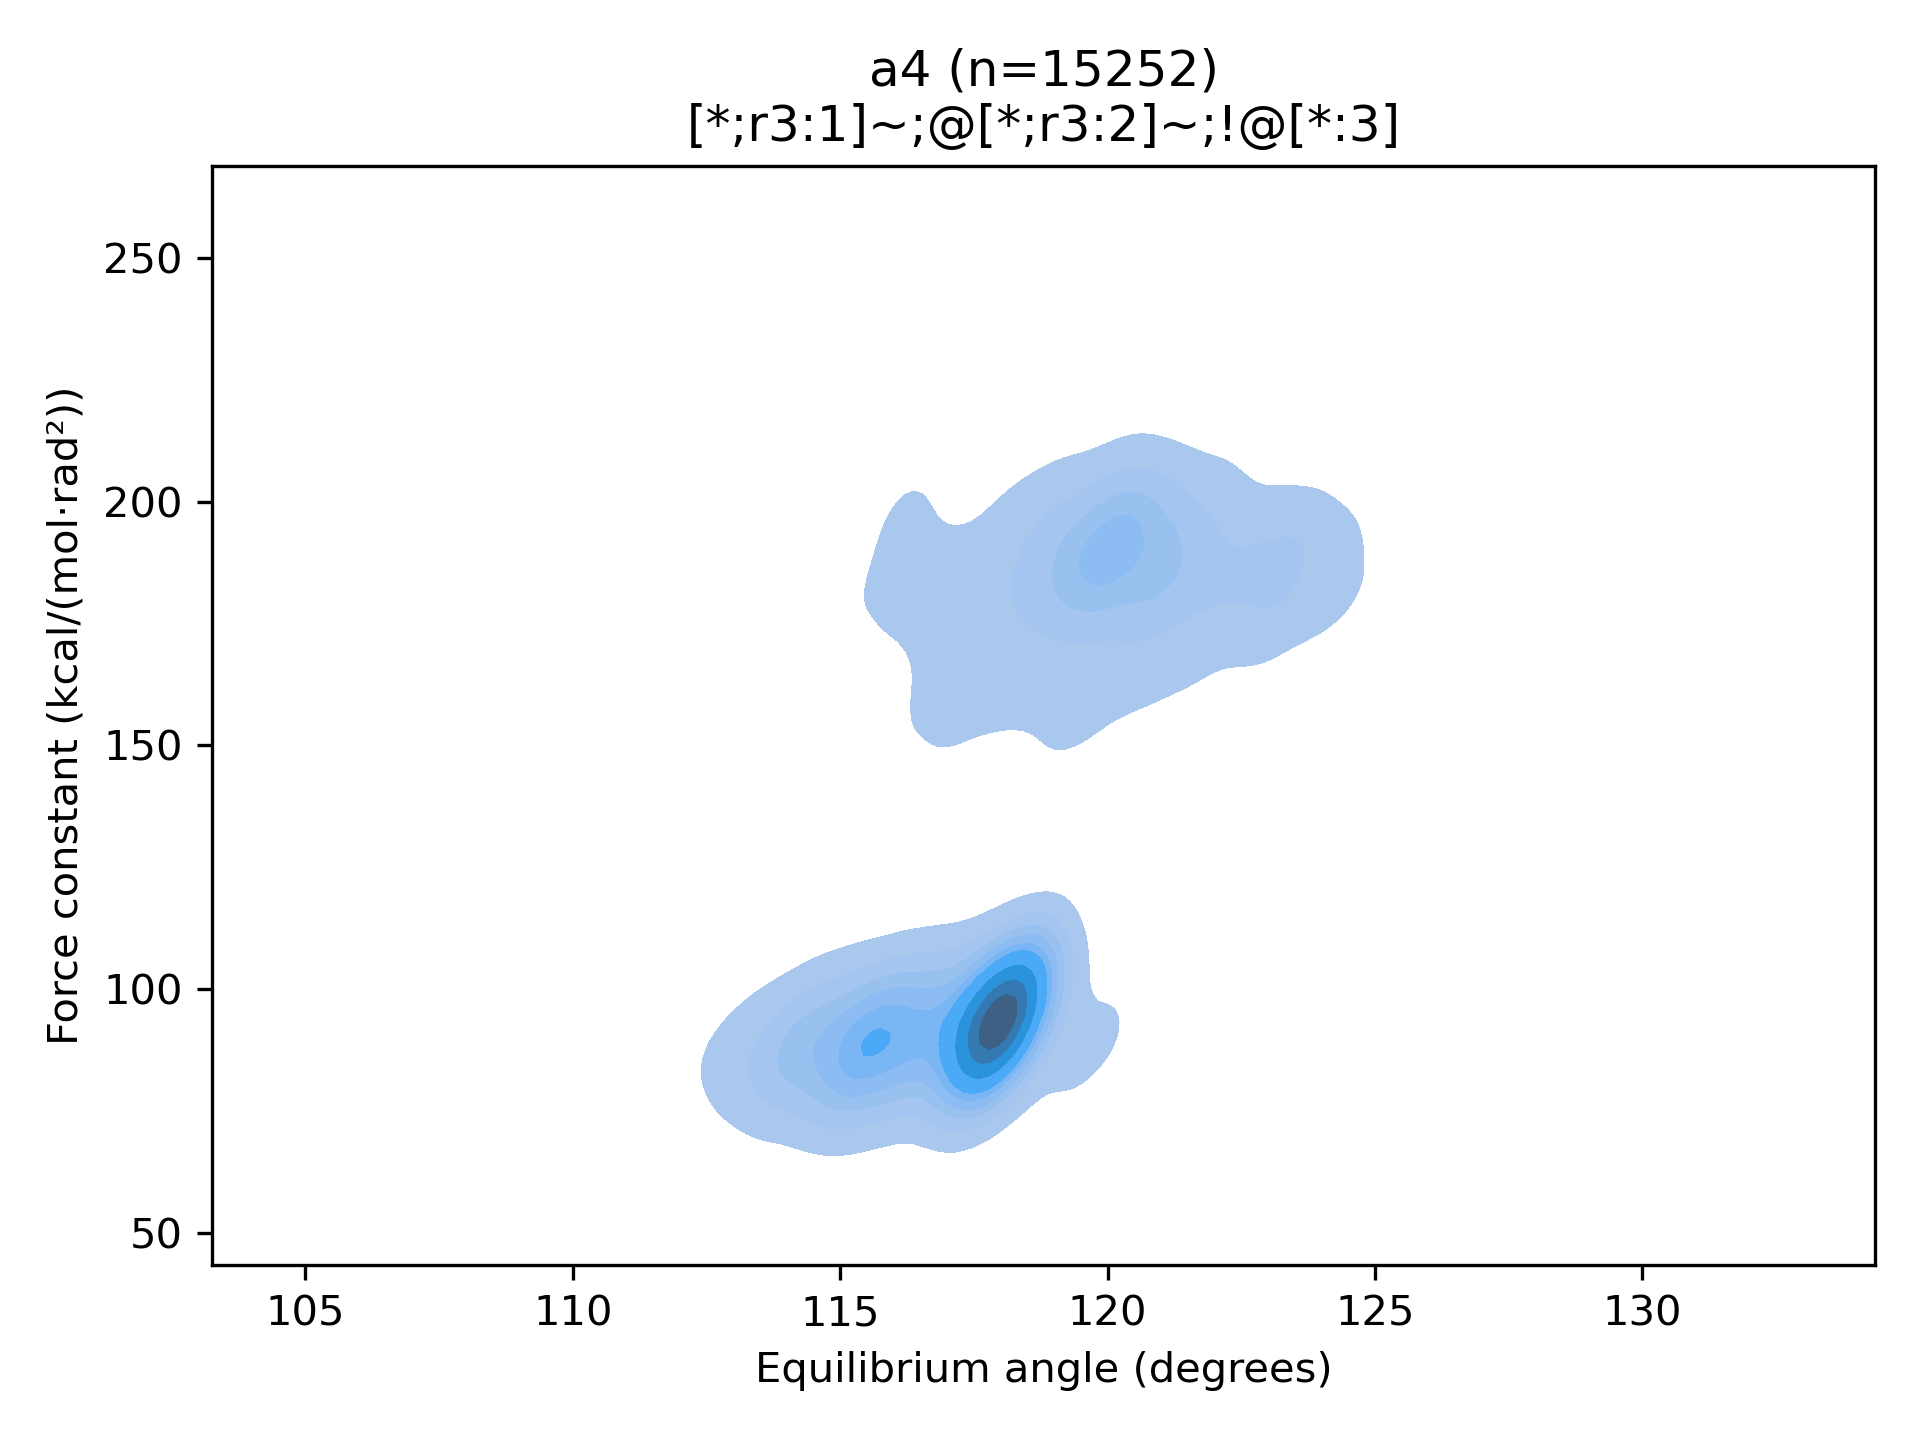 a4 (n=15252)
[*;r3:1]~;@[*;r3:2]~;!@[*:3]
250
200
150
100
50
Force constant (kcal/(mol·rad²))
105
110
115
120
125
130
Equilibrium angle (degrees)